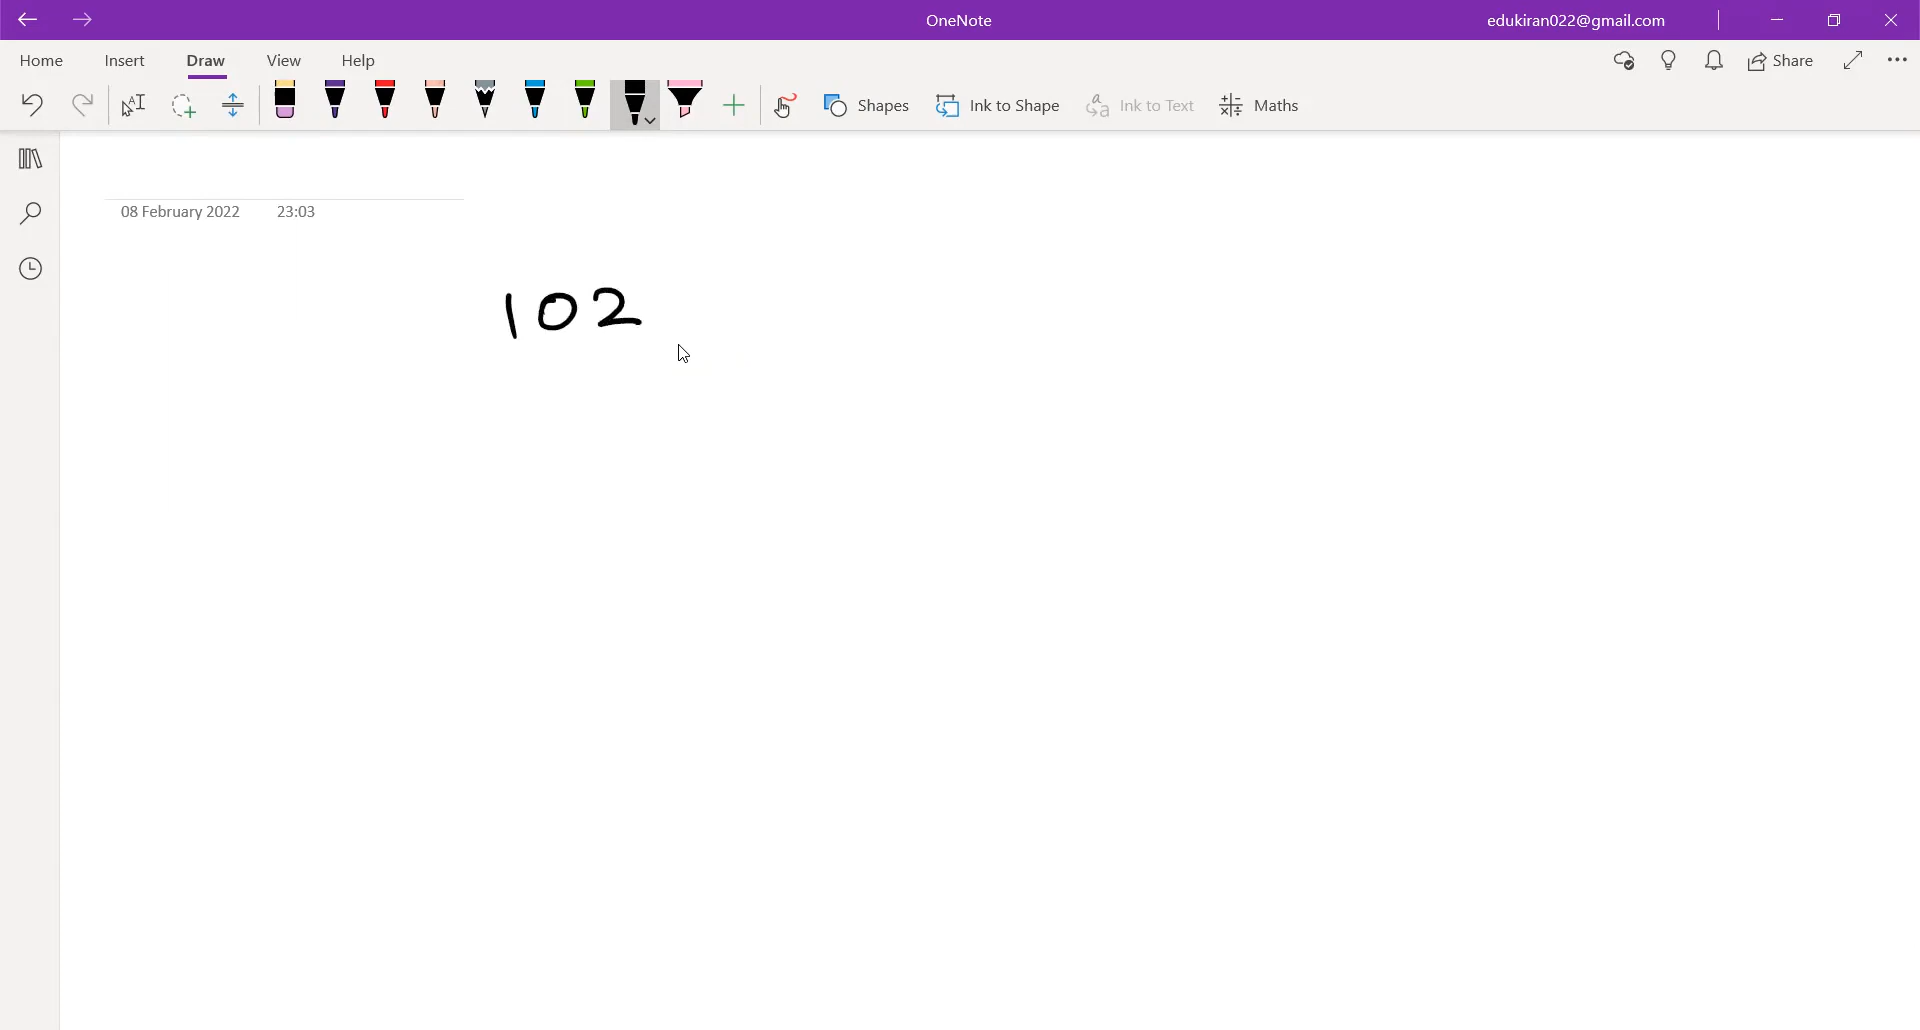 OneNote
edukiran022@gmail.com
Home Insert Draw View Help
Share
Shapes Ink to Shape Ink to Text Maths
08 February 2022 23:03
102